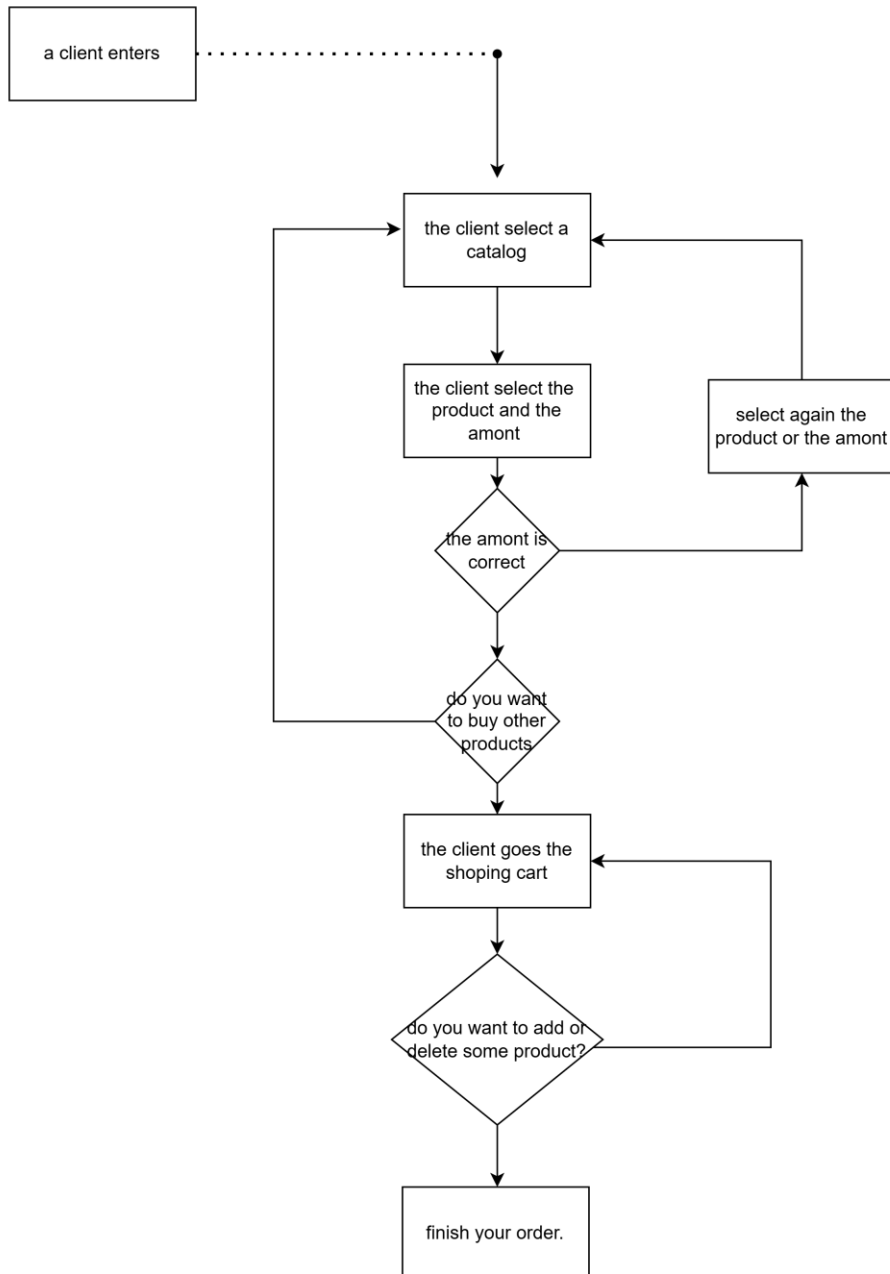 a client enters
the client select a
catalog
the client select the
product and the
amont
select again the
product or the amont
the amont is
correct
do you want
to buy other
products
the client goes the
shoping cart
do you want to add or
delete some product?
finish your order.